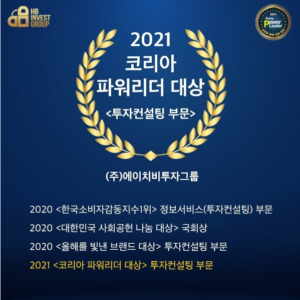 HB
INVEST
GROUP
Power
Leader
2021
코리아
파워리더 대상
<투자컨설팅 부문>
(주)에이치비투자그룹
2020 <한국소비자감동지수1위> 정보서비스(투자컨설팅) 부문
2020 <대한민국 사회공헌 나눔 대상> 국회상
2020 <올해를 빛낸 브랜드 대상> 투자컨설팅 부문
2021 <코리아 파워리더 대상> 투자컨설팅 부문